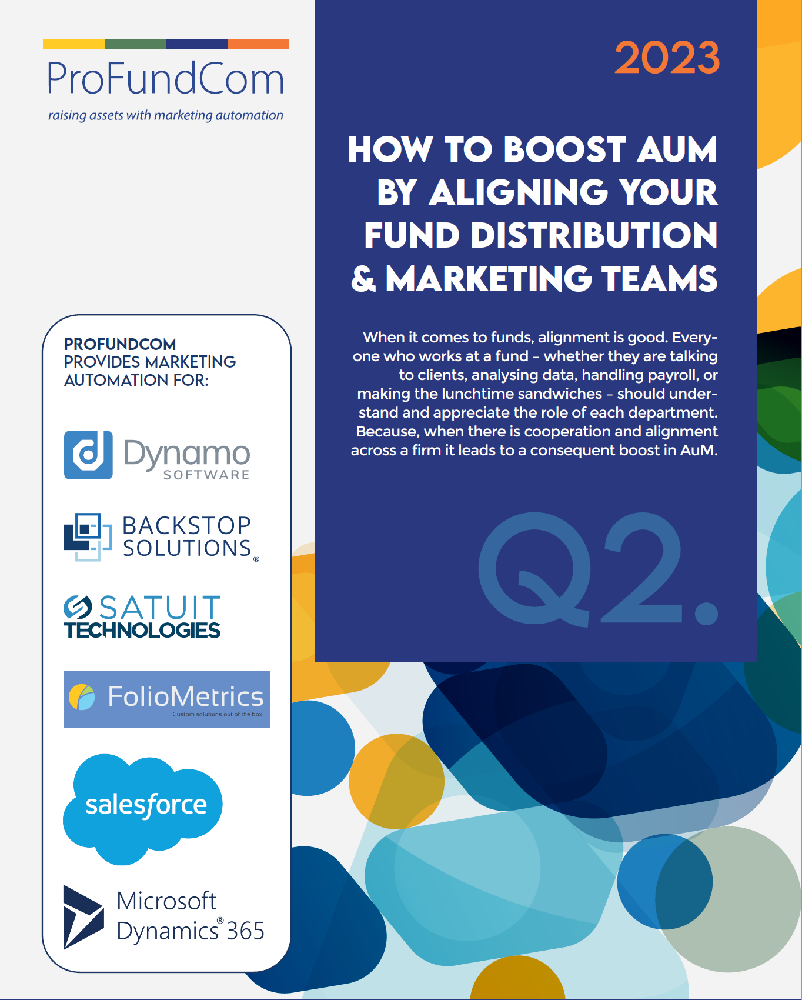 ProFundCom
raising assets with marketing automation
2023
HOW TO BOOST AUM
BY ALIGNING YOUR
FUND DISTRIBUTION
& MARKETING TEAMS
When it comes to funds, alignment is good. Every-
one who works at a fund – whether they are talking
to clients, analysing data, handling payroll, or
making the lunchtime sandwiches – should under-
stand and appreciate the role of each department.
Because, when there is cooperation and alignment
across a firm it leads to a consequent boost in AuM.
Q2.
PROFUNDCOM
PROVIDES MARKETING
AUTOMATION FOR:
Dynamo
SOFTWARE
BACKSTOP
SOLUTIONS®
SATUIT
TECHNOLOGIES
FolioMetrics
Custom solutions out of the box
salesforce
Microsoft
Dynamics® 365